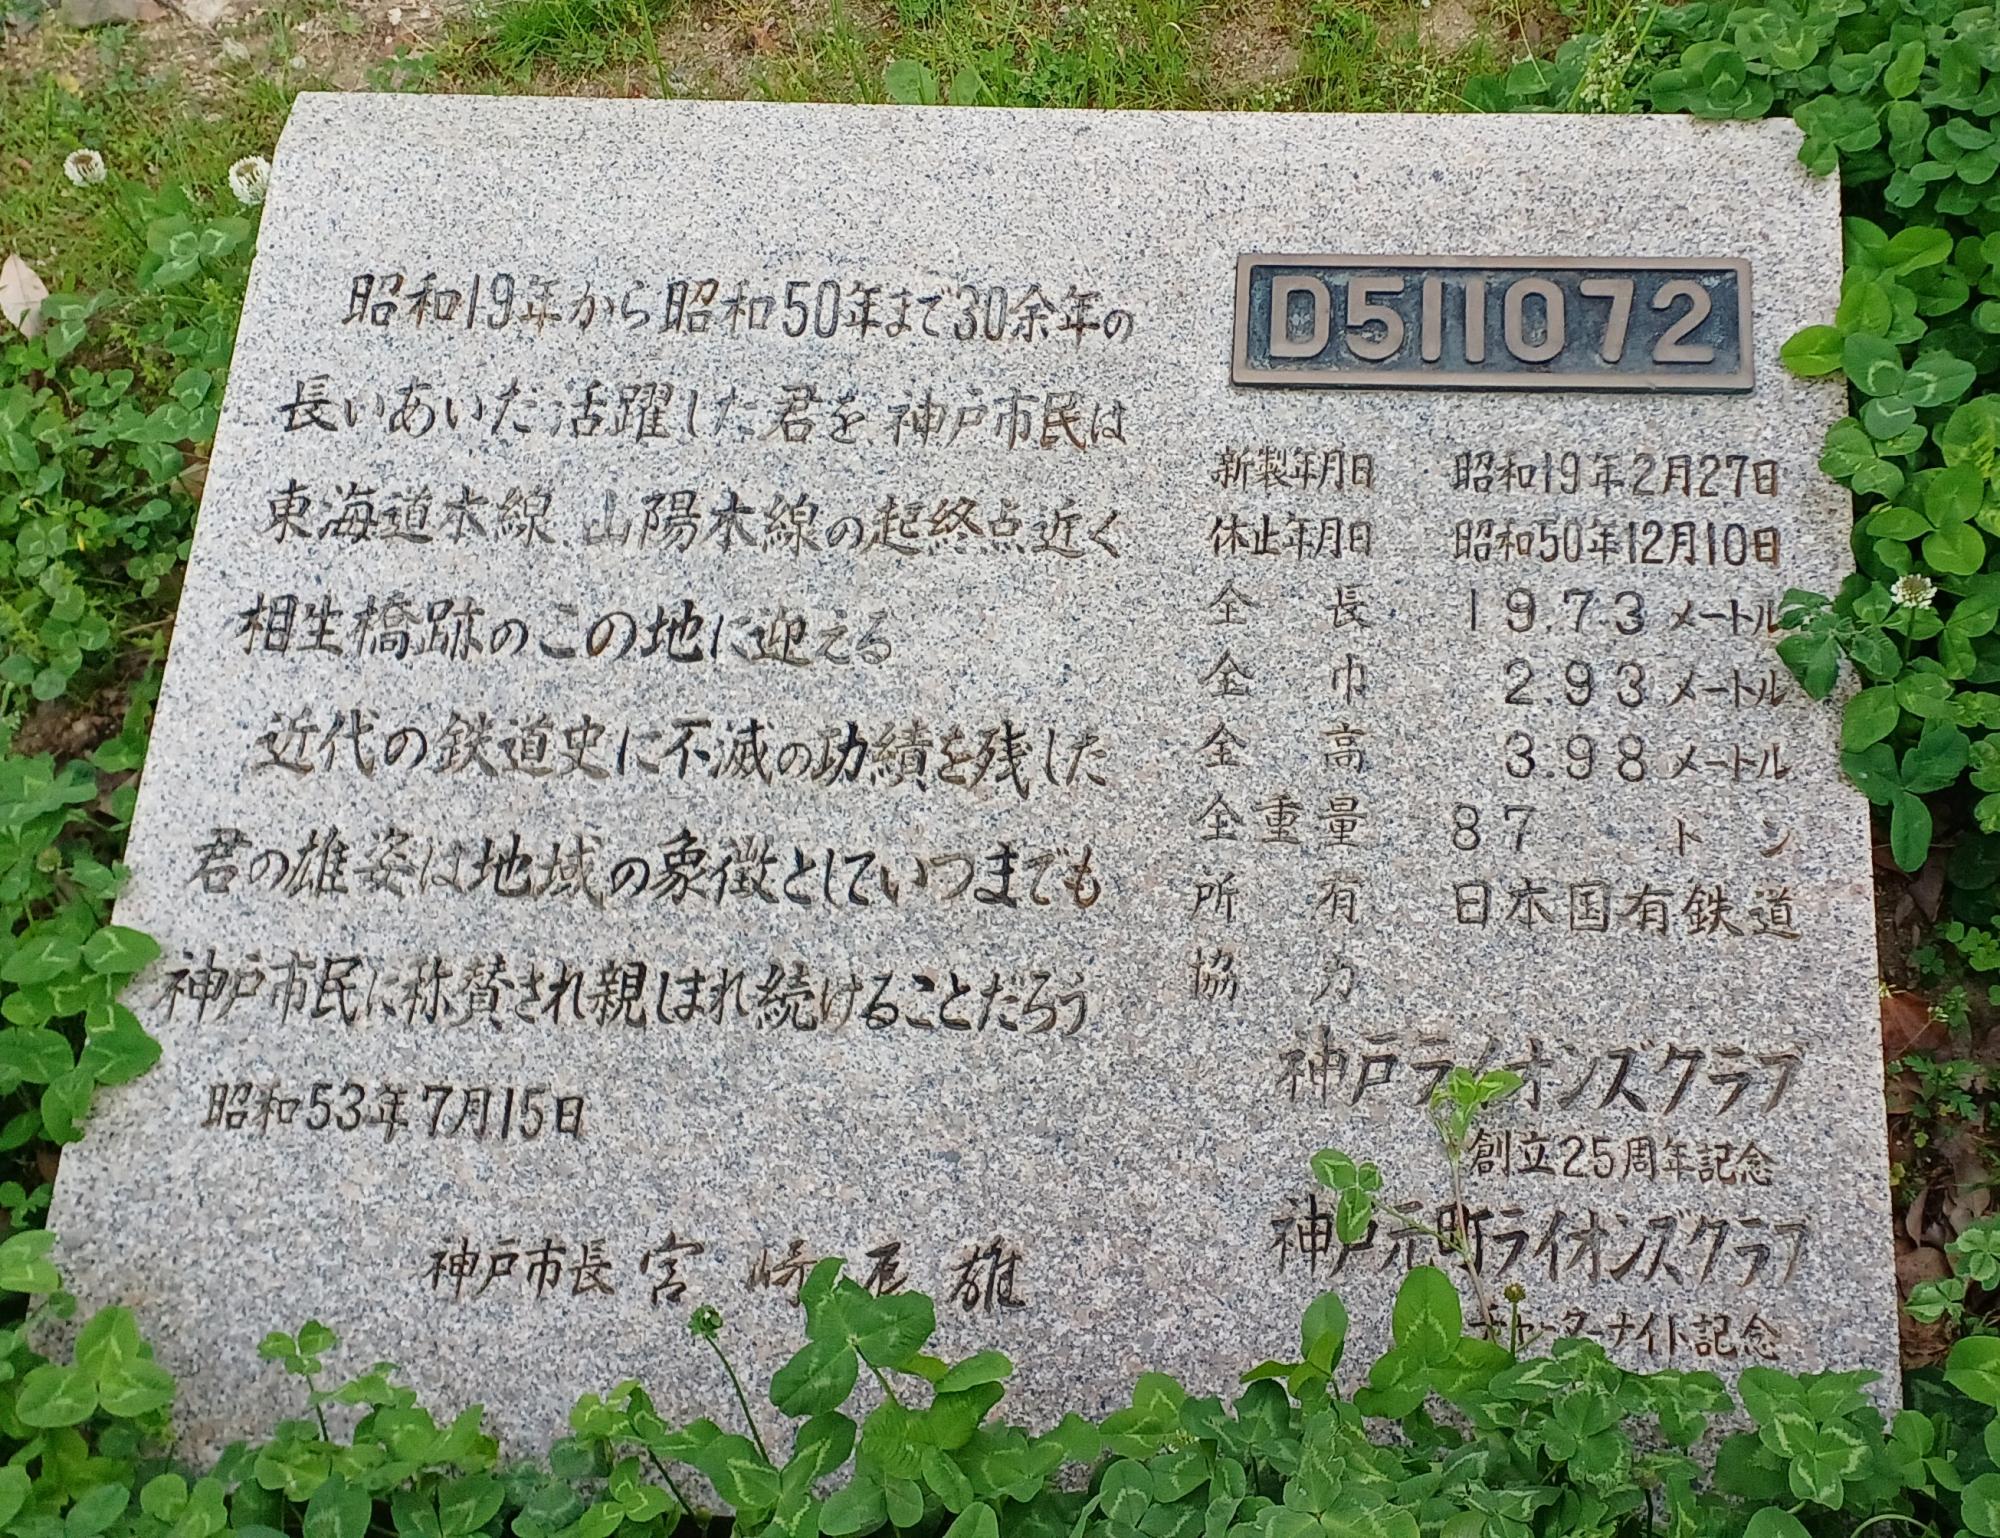 昭和19年から昭和50年まで30余年の
長いあいだ活躍した君を、神戸市民は
東海道本線、山陽本線の起終点近く
相生橋跡のこの地に迎える
近代の鉄道史に不滅の功績を残した
君の雄姿は地域の象徴としていつまでも
神戸市民に称賛され親しまれ続けることだろう
昭和53年7月15日
神戸市長 宮崎辰雄
D511072
新製年月日 昭和19年2月27日
休止年月日 昭和50年12月10日
全長 19.73メートル
全巾 2.93メートル
全高 3.98メートル
全重量 87トン
所有 日本国有鉄道
協力
神戸ライオンズクラブ
創立25周年記念
神戸元町ライオンズクラブ
チャーターナイト記念